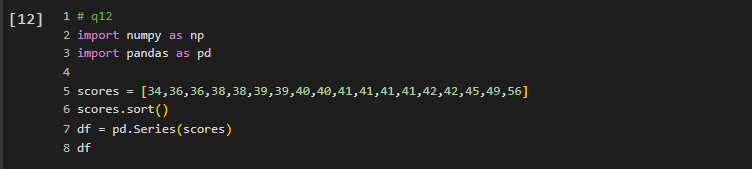 [12] 1 # q12
2 import numpy as np
3 import pandas as pd
4
5 scores = [34,36,36,38,38,39,39,40,40,41,41,41,41,42,42,45,49,56]
6 scores.sort()
7 df = pd.Series(scores)
8 df